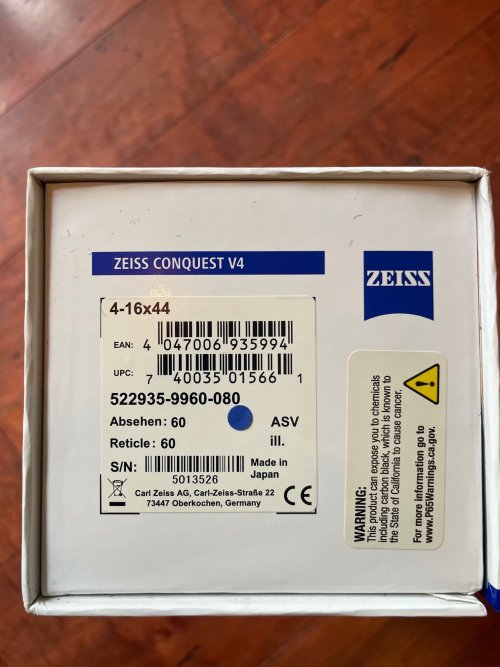 ZEISS CONQUEST V4
ZEISS
4-16x44
EAN: 4 047006 935994
UPC: 7 40035 01566 1
522935-9960-080
Absehen: 60 ASV
Reticle: 60 ill.
S/N: 5013526 Made in
Japan
Carl Zeiss AG, Carl-Zeiss-Straße 22
73447 Oberkochen, Germany
CE
WARNING:
This product can expose you to chemicals
including carbon black, which is known to
the State of California to cause cancer.
For more information go to
www.P65Warnings.ca.gov.